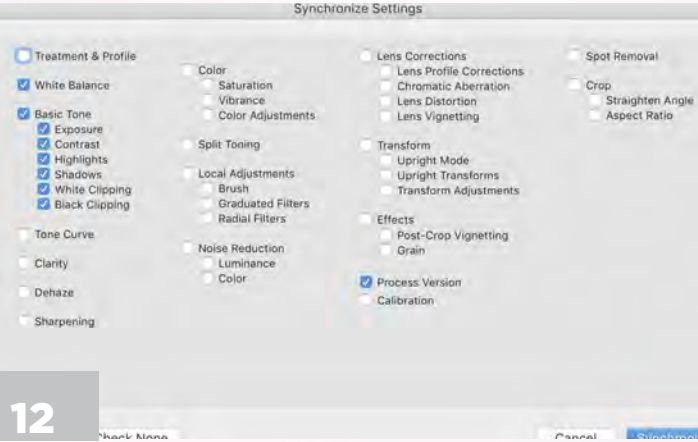 Synchronize Settings
Treatment & Profile
White Balance
Basic Tone
Exposure
Contrast
Highlights
Shadows
White Clipping
Black Clipping
Tone Curve
Clarity
Dehaze
Sharpening
Color
Saturation
Vibrance
Color Adjustments
Split Toning
Local Adjustments
Brush
Graduated Filters
Radial Filters
Noise Reduction
Luminance
Color
Lens Corrections
Lens Profile Corrections
Chromatic Aberration
Lens Distortion
Lens Vignetting
Transform
Upright Mode
Upright Transforms
Transform Adjustments
Effects
Post-Crop Vignetting
Grain
Process Version
Calibration
Spot Removal
Crop
Straighten Angle
Aspect Ratio
12
Check None
Cancel